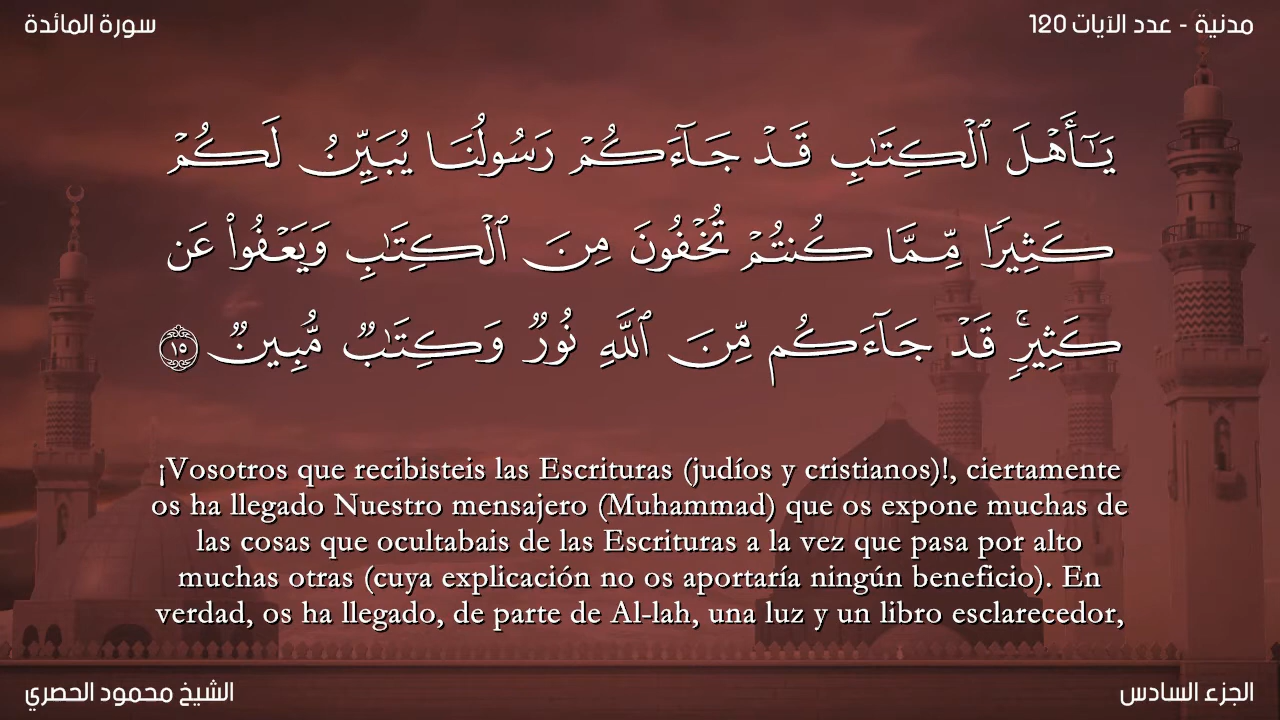 مدنية - عدد الآيات 120
سورة المائدة
يَـٰٓأَهْلَ ٱلْكِتَـٰبِ قَدْ جَآءَكُمْ رَسُولُنَا يُبَيِّنُ لَكُمْ
كَثِيرًا مِّمَّا كُنتُمْ تُخْفُونَ مِنَ ٱلْكِتَـٰبِ وَيَعْفُوا۟ عَن
كَثِيرٍ ۚ قَدْ جَآءَكُم مِّنَ ٱللَّهِ نُورٌ وَكِتَـٰبٌ مُّبِينٌ ١٥
¡Vosotros que recibisteis las Escrituras (judíos y cristianos)!, ciertamente
os ha llegado Nuestro mensajero (Muhammad) que os expone muchas de
las cosas que ocultabais de las Escrituras a la vez que pasa por alto
muchas otras (cuya explicación no os aportaría ningún beneficio). En
verdad, os ha llegado, de parte de Al-lah, una luz y un libro esclarecedor,
الجزء السادس
الشيخ محمود الحصري